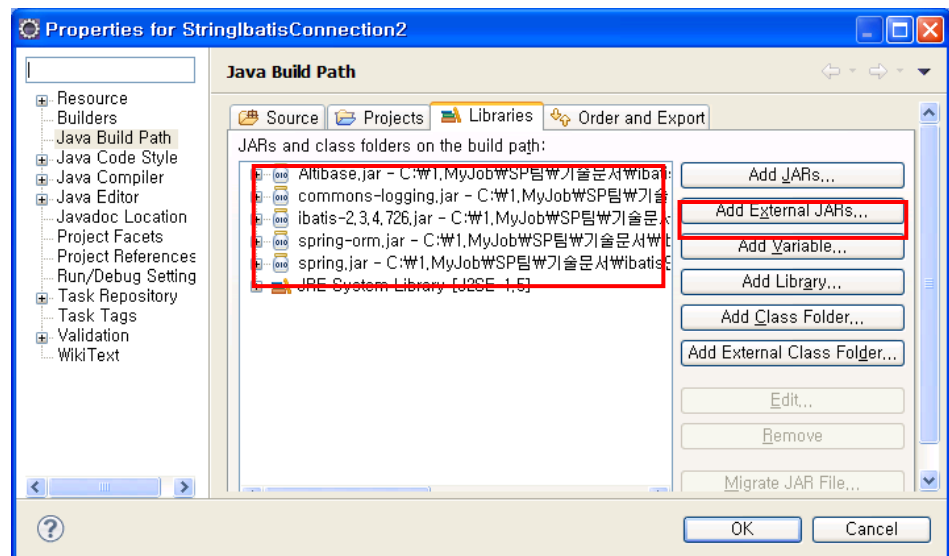 Properties for StringIbatisConnection2
Java Build Path
Resource
Builders
Java Build Path
Java Code Style
Java Compiler
Java Editor
Javadoc Location
Project Facets
Project References
Run/Debug Setting
Task Repository
Task Tags
Validation
WikiText
Source Projects Libraries Order and Export
JARs and class folders on the build path:
Altibase.jar - C:₩1.MyJob₩SP팀₩기술문서₩ibatis
commons-logging.jar - C:₩1.MyJob₩SP팀₩기술
ibatis-2.3.4.726.jar - C:₩1.MyJob₩SP팀₩기술문서
spring-orm.jar - C:₩1.MyJob₩SP팀₩기술문서₩
spring.jar - C:₩1.MyJob₩SP팀₩기술문서₩ibatis
JRE System Library [J2SE-1.5]
Add JARs...
Add External JARs...
Add Variable...
Add Library...
Add Class Folder...
Add External Class Folder...
Edit...
Remove
Migrate JAR File...
OK
Cancel